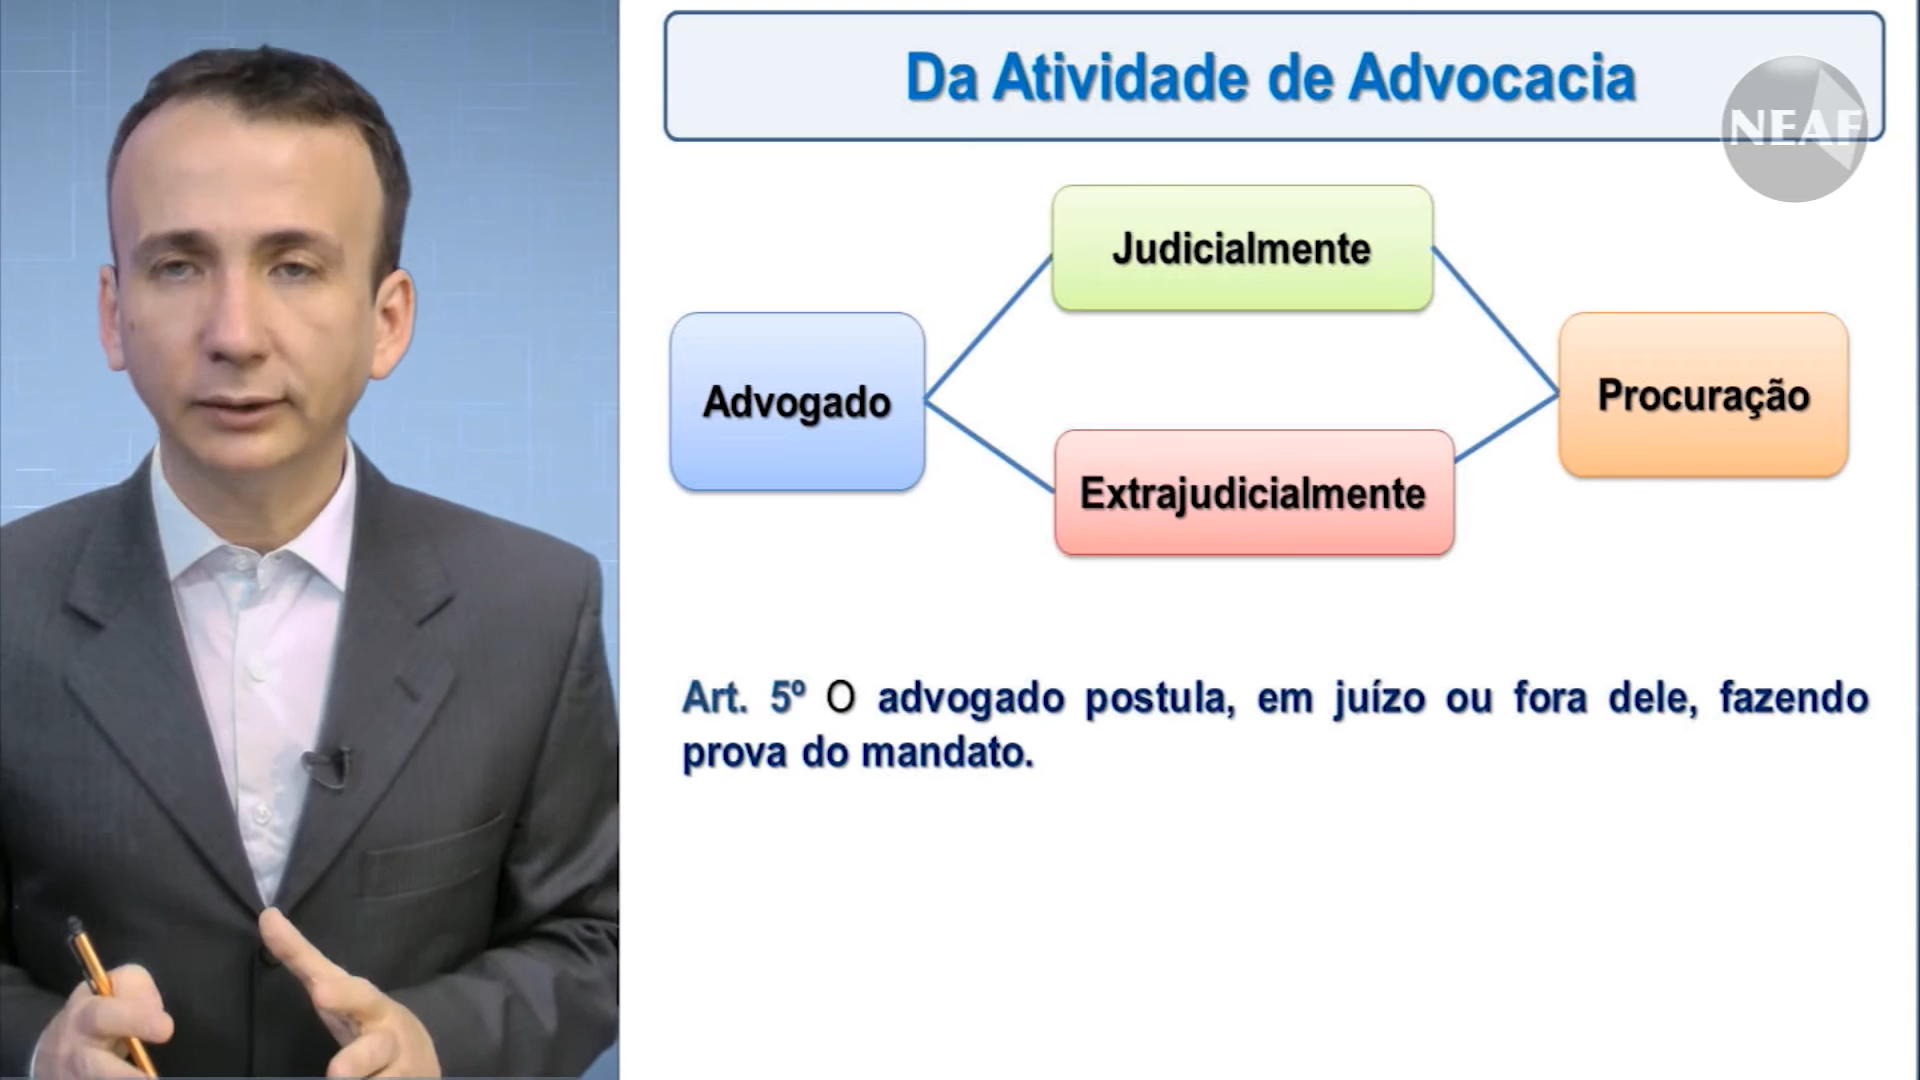 Da Atividade de Advocacia
NEAF
Judicialmente
Advogado
Procuração
Extrajudicialmente
Art. 5º O advogado postula, em juízo ou fora dele, fazendo
prova do mandato.